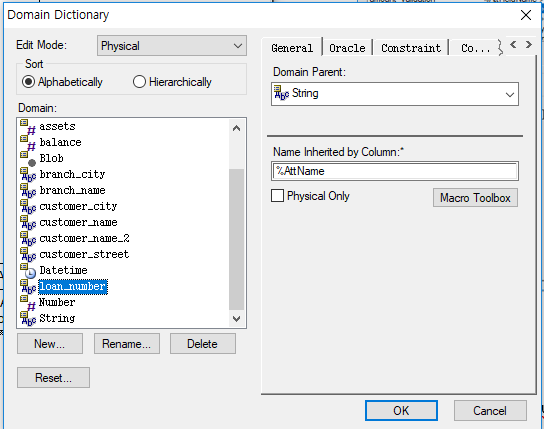 Domain Dictionary
Edit Mode:
Physical
Sort
Alphabetically
Hierarchically
Domain:
assets
balance
Blob
branch_city
branch_name
customer_city
customer_name
customer_name_2
customer_street
Datetime
loan_number
Number
String
New...
Rename...
Delete
Reset...
General
Oracle
Constraint
Co...
Domain Parent:
String
Name Inherited by Column:*
%AttName
Physical Only
Macro Toolbox
OK
Cancel